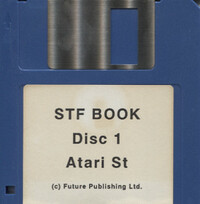 STF BOOK
Disc 1
Atari St
(c) Future Publishing Ltd.